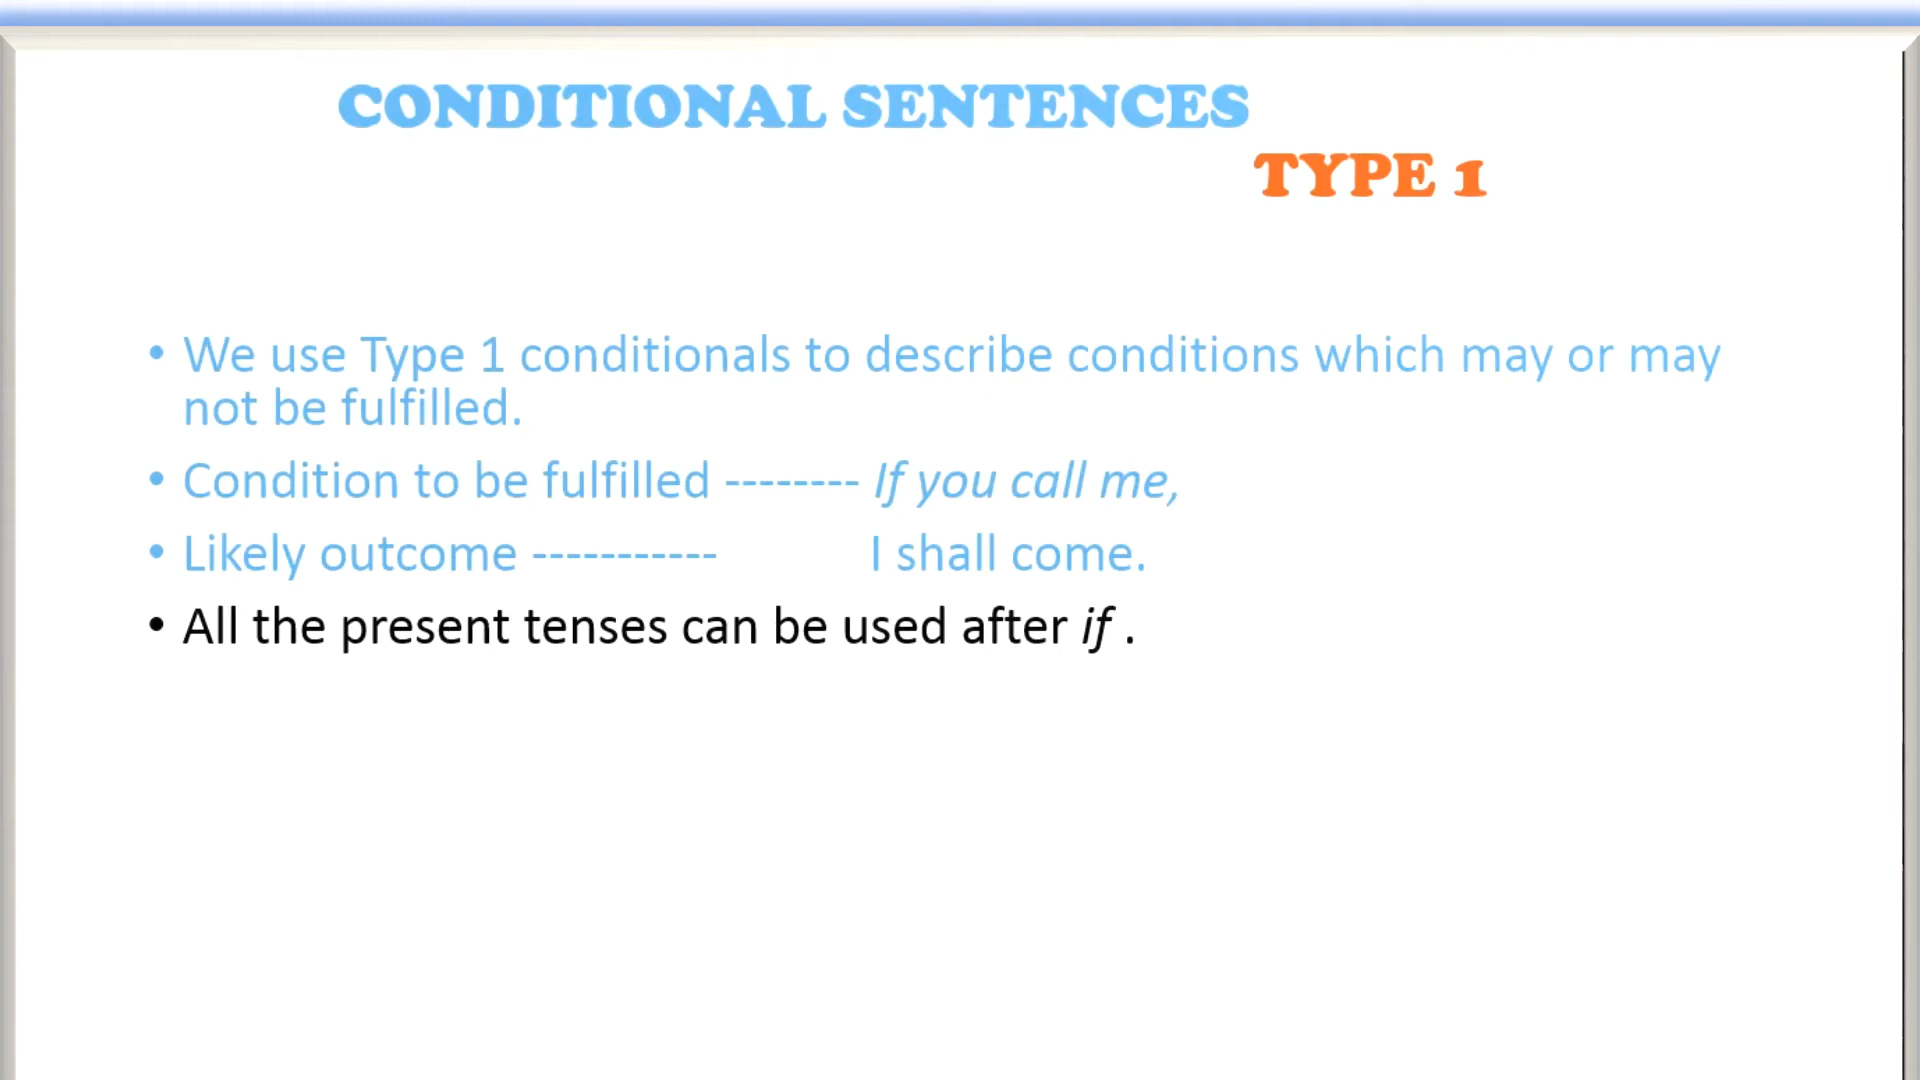 CONDITIONAL SENTENCES
TYPE 1
• We use Type 1 conditionals to describe conditions which may or may
not be fulfilled.
• Condition to be fulfilled -------- If you call me,
• Likely outcome ----------- I shall come.
• All the present tenses can be used after if .